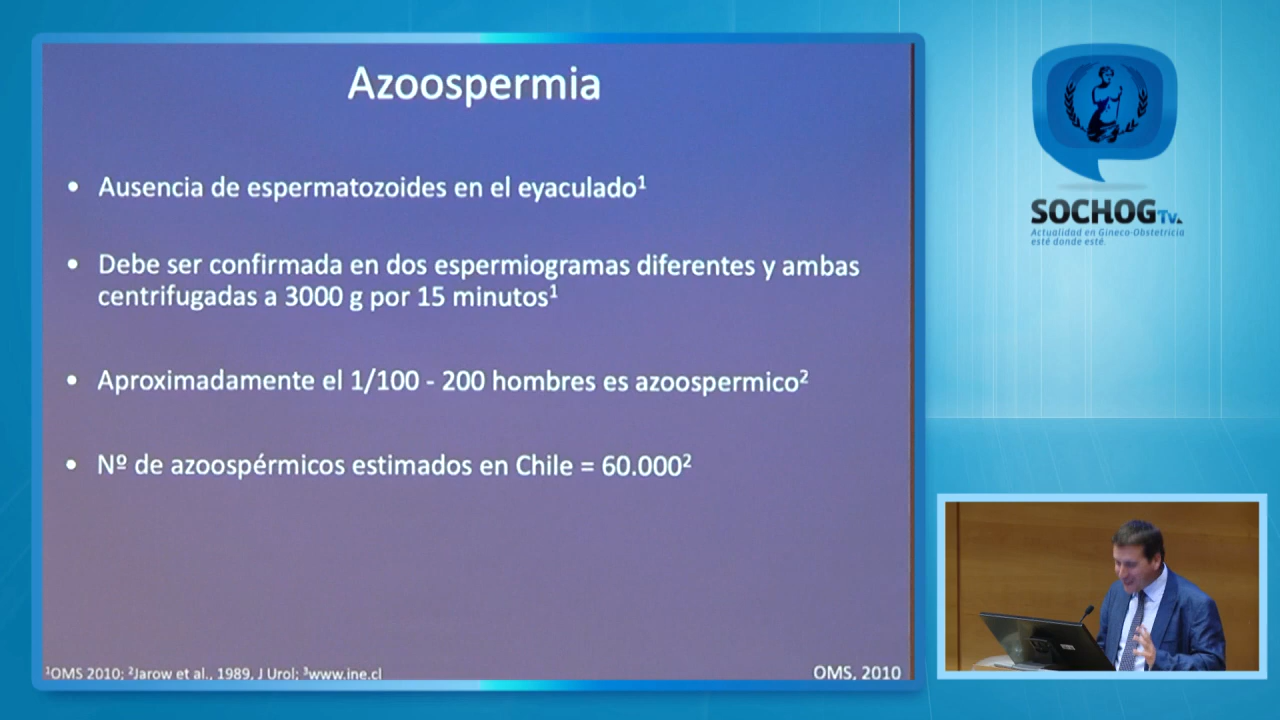 Azoospermia
• Ausencia de espermatozoides en el eyaculado¹
• Debe ser confirmada en dos espermiogramas diferentes y ambas
centrifugadas a 3000 g por 15 minutos¹
• Aproximadamente el 1/100 - 200 hombres es azoospermico²
• Nº de azoospérmicos estimados en Chile = 60.000²
¹OMS 2010; ²Jarow et al., 1989, J Urol; ³www.ine.cl
OMS, 2010
SOCHOG Tv.
Actualidad en Gineco-Obstetricia
esté donde esté.